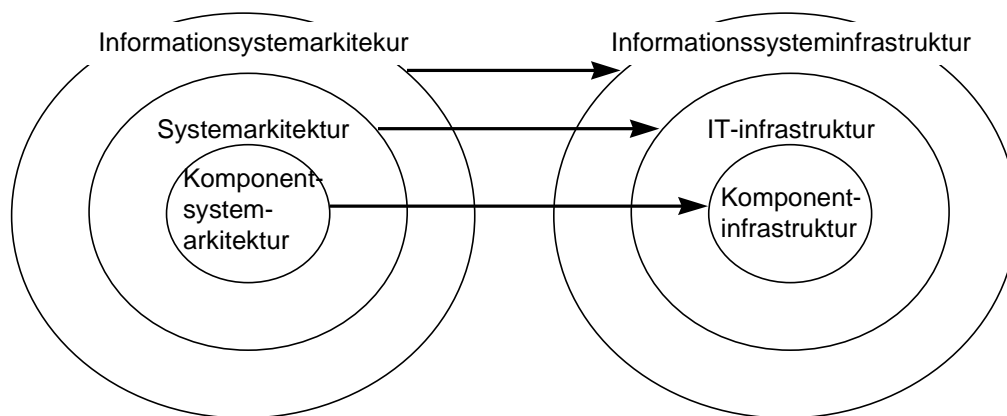 Informationsystemarkitekur
Informationssysteminfrastruktur
Systemarkitektur
IT-infrastruktur
Komponent-
system-
arkitektur
Komponent-
infrastruktur